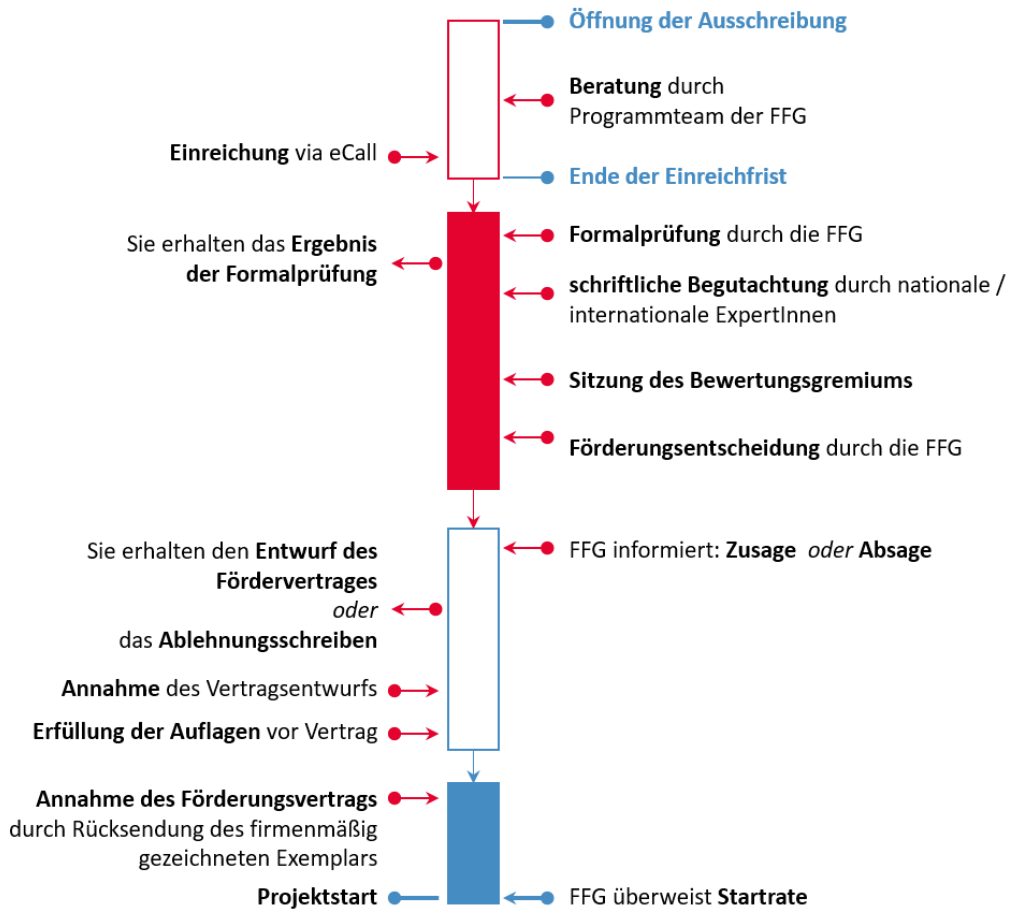 Öffnung der Ausschreibung
Beratung durch
Programmteam der FFG
Einreichung via eCall
Ende der Einreichfrist
Formalprüfung durch die FFG
Sie erhalten das Ergebnis
der Formalprüfung
schriftliche Begutachtung durch nationale /
internationale ExpertInnen
Sitzung des Bewertungsgremiums
Förderungsentscheidung durch die FFG
FFG informiert: Zusage oder Absage
Sie erhalten den Entwurf des
Fördervertrages
oder
das Ablehnungsschreiben
Annahme des Vertragsentwurfs
Erfüllung der Auflagen vor Vertrag
Annahme des Förderungsvertrags
durch Rücksendung des firmenmäßig
gezeichneten Exemplars
Projektstart
FFG überweist Startrate